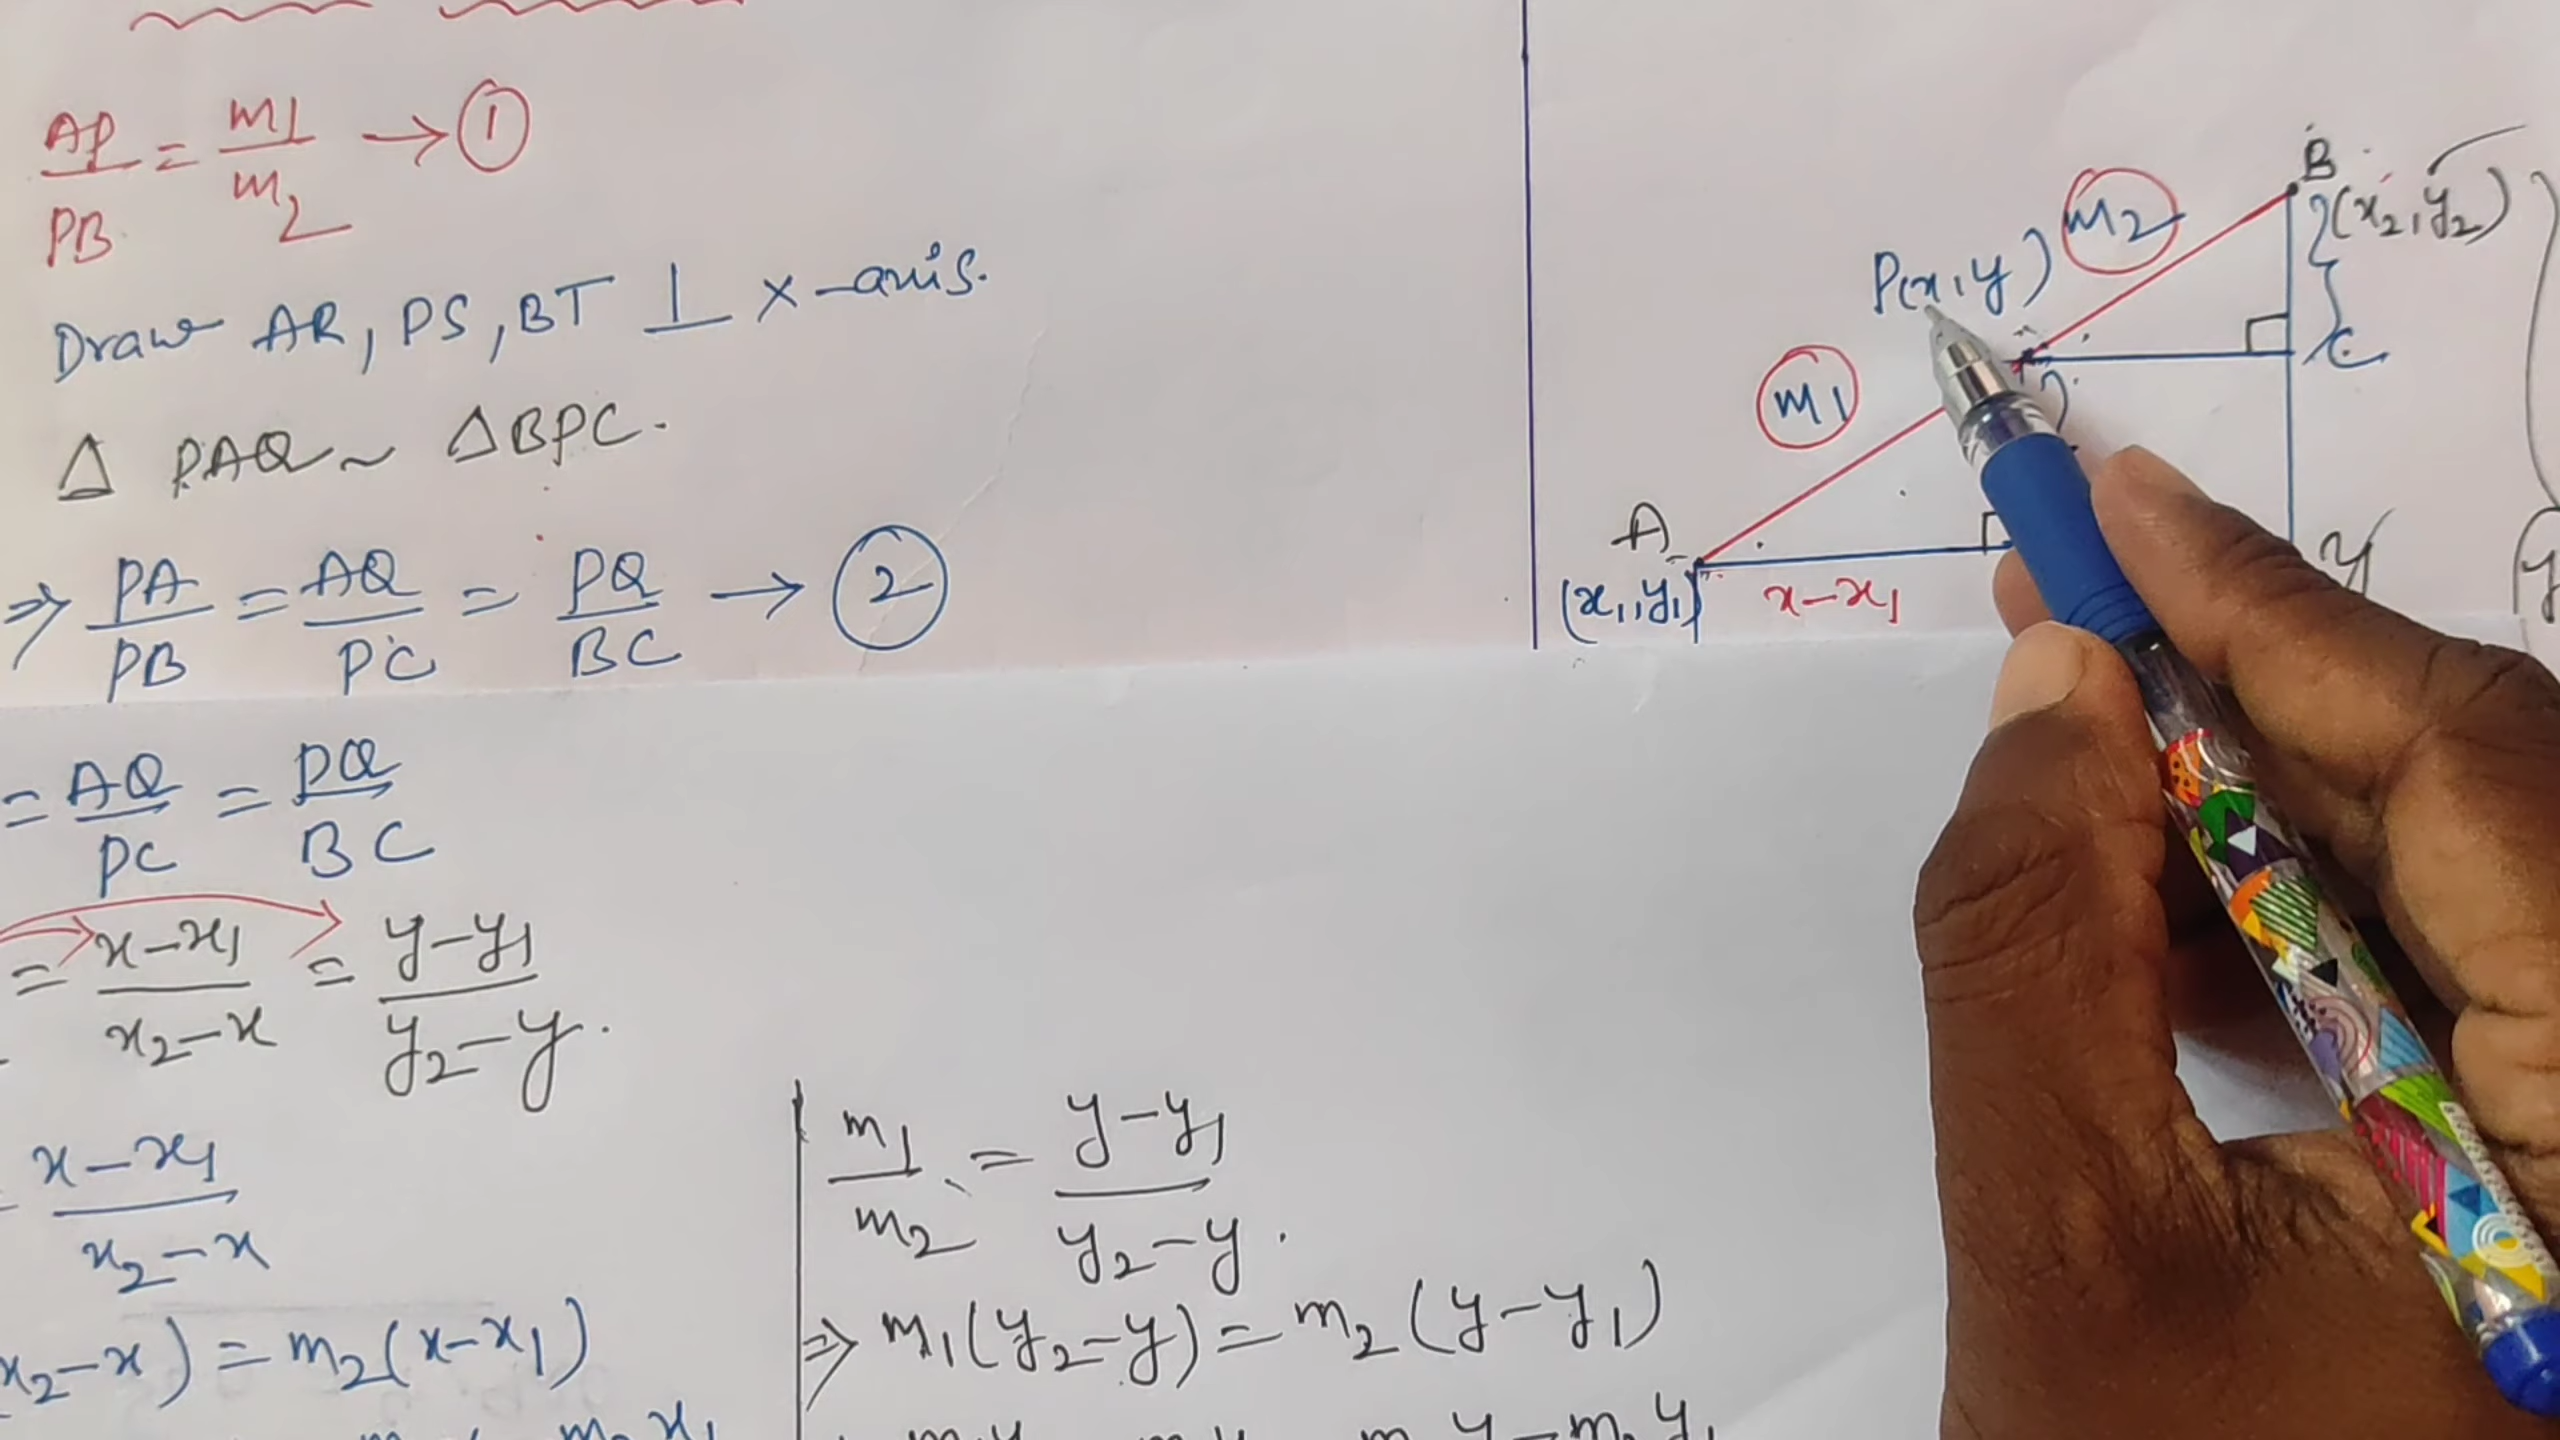 AP/PB = m1/m2 → ①
Draw AR, PS, BT ⊥ x-axis.
Δ PAQ ~ ΔBPC.
⇒ PA/PB = AQ/PC = PQ/BC → ②
= AQ/PC = PQ/BC
= x-x1/x2-x = y-y1/y2-y.
x-x1/x2-x
x2-x) = m2(x-x1)
m1/m2 = y-y1/y2-y.
⇒ m1(y2-y) = m2(y-y1)
B
(x2,y2)
m2
P(x,y)
C
m1
A
(x1,y1)
x-x1
y